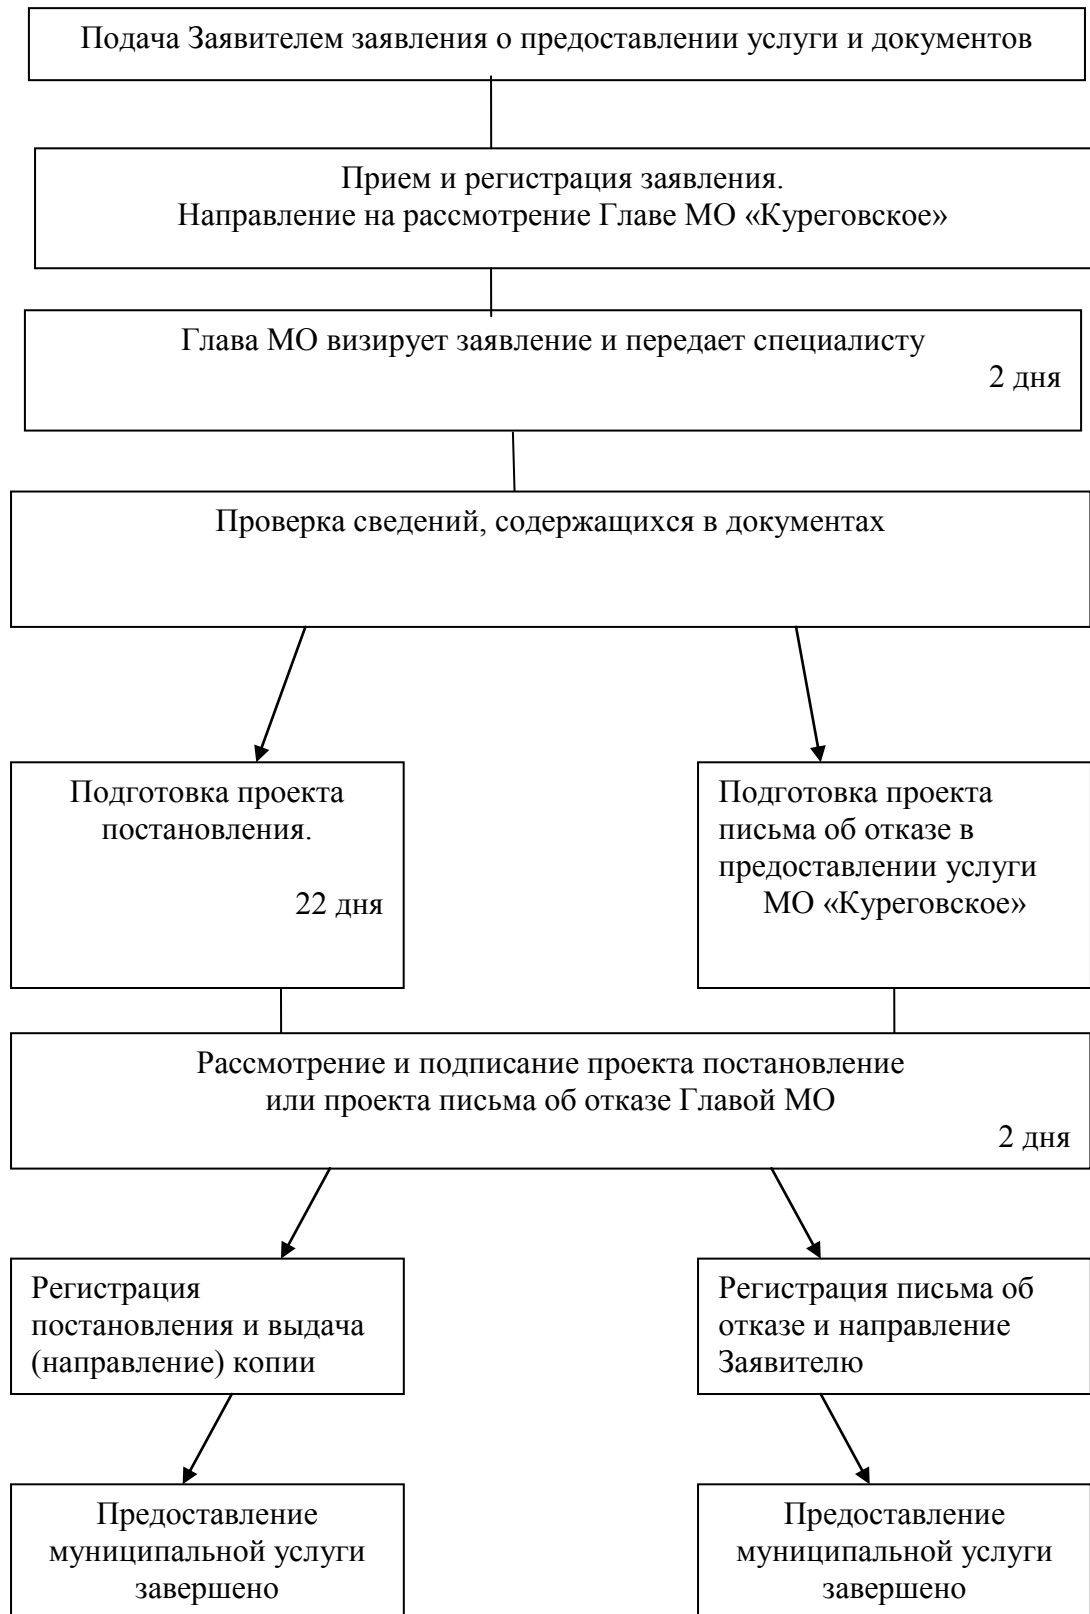 Подача Заявителем заявления о предоставлении услуги и документов
Прием и регистрация заявления.
Направление на рассмотрение Главе МО «Куреговское»
Глава МО визирует заявление и передает специалисту
2 дня
Проверка сведений, содержащихся в документах
Подготовка проекта
постановления.
22 дня
Подготовка проекта
письма об отказе в
предоставлении услуги
МО «Куреговское»
Рассмотрение и подписание проекта постановление
или проекта письма об отказе Главой МО
2 дня
Регистрация
постановления и выдача
(направление) копии
Регистрация письма об
отказе и направление
Заявителю
Предоставление
муниципальной услуги
завершено
Предоставление
муниципальной услуги
завершено